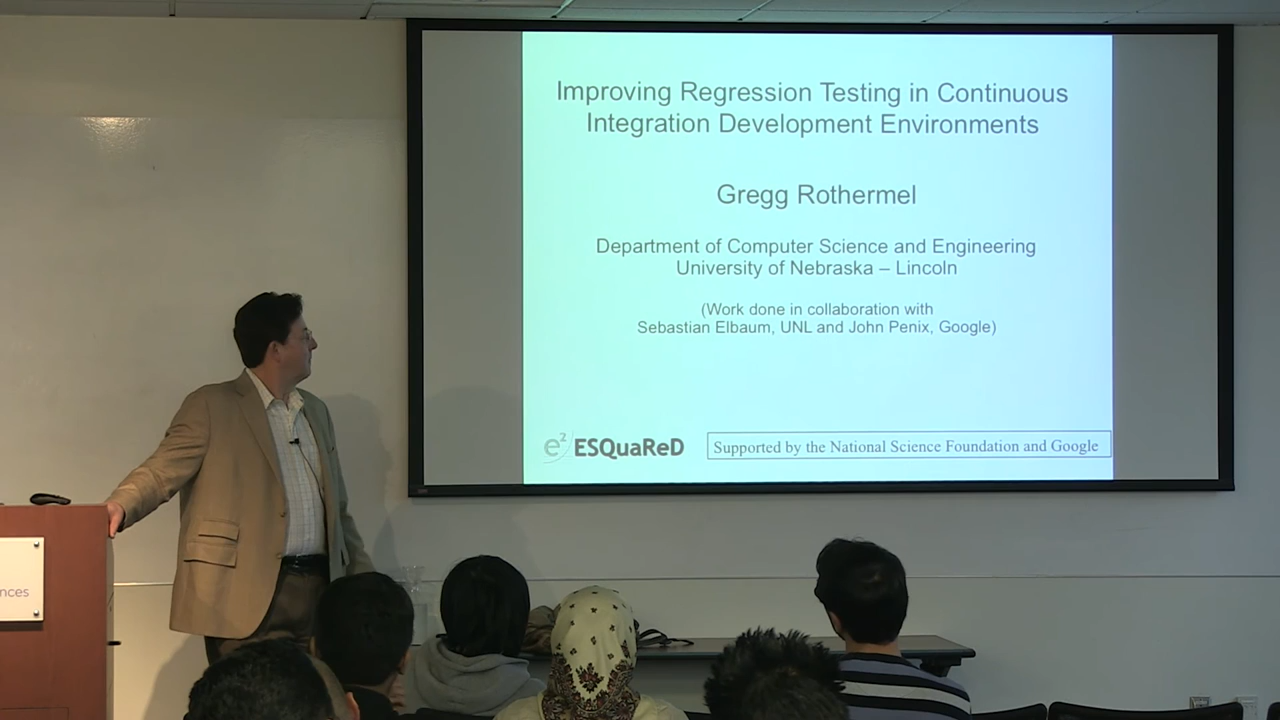 Improving Regression Testing in Continuous
Integration Development Environments
Gregg Rothermel
Department of Computer Science and Engineering
University of Nebraska – Lincoln
(Work done in collaboration with
Sebastian Elbaum, UNL and John Penix, Google)
e² ESQuaReD
Supported by the National Science Foundation and Google
nces